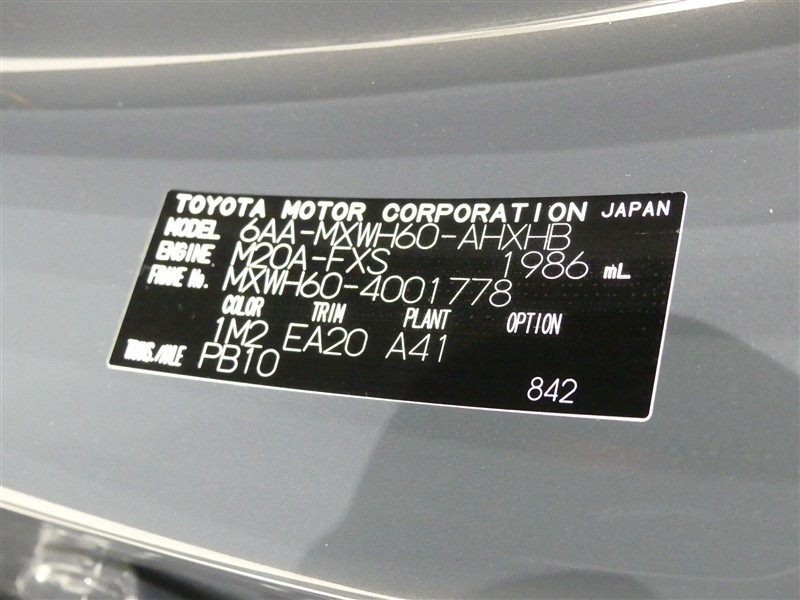 TOYOTA MOTOR CORPORATION JAPAN
MODEL 6AA-MXWH60-AHXHB
ENGINE M20A-FXS 1986 mL
FRAME No. MXWH60-4001778
COLOR TRIM PLANT OPTION
1M2 EA20 A41
TRANS./AXLE PB10
842